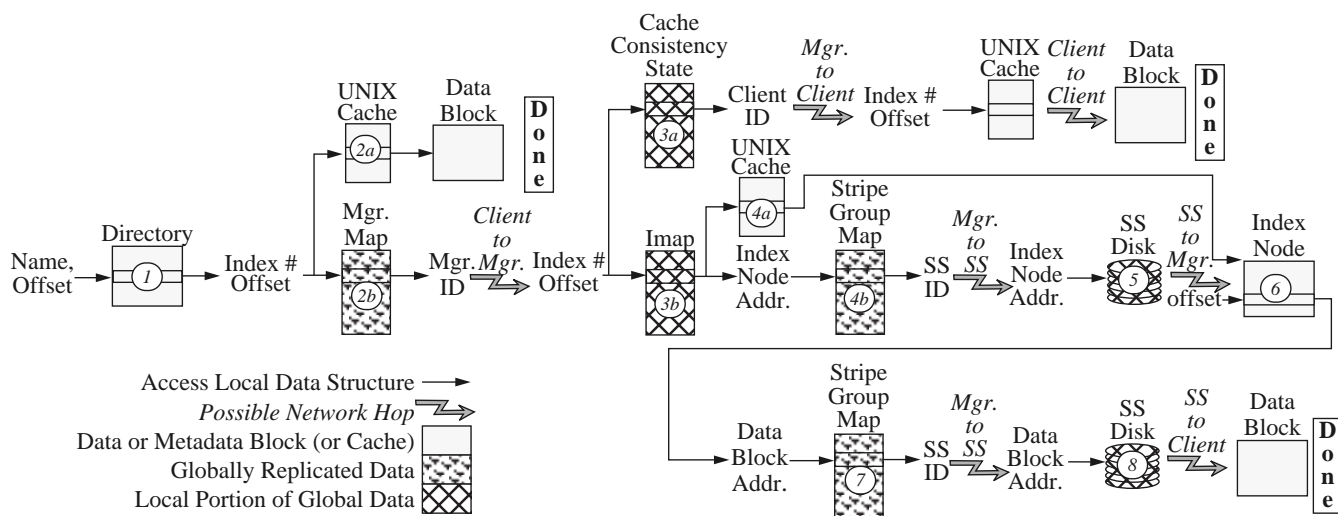 Cache
Consistency
State
3a
Client
ID
Mgr.
to
Client
Index #
Offset
UNIX
Cache
Client
to
Client
Data
Block
D
o
n
e
UNIX
Cache
2a
Data
Block
D
o
n
e
Name,
Offset
Directory
1
Index #
Offset
Mgr.
Map
2b
Mgr.
ID
Client
to
Mgr.
Index #
Offset
Imap
3b
UNIX
Cache
4a
Index
Node
Addr.
Stripe
Group
Map
4b
SS
ID
Mgr.
to
SS
Index
Node
Addr.
SS
Disk
5
SS
to
Mgr.
offset
Index
Node
6
Access Local Data Structure
Possible Network Hop
Data or Metadata Block (or Cache)
Globally Replicated Data
Local Portion of Global Data
Data
Block
Addr.
Stripe
Group
Map
7
SS
ID
Mgr.
to
SS
Data
Block
Addr.
SS
Disk
8
SS
to
Client
Data
Block
D
o
n
e